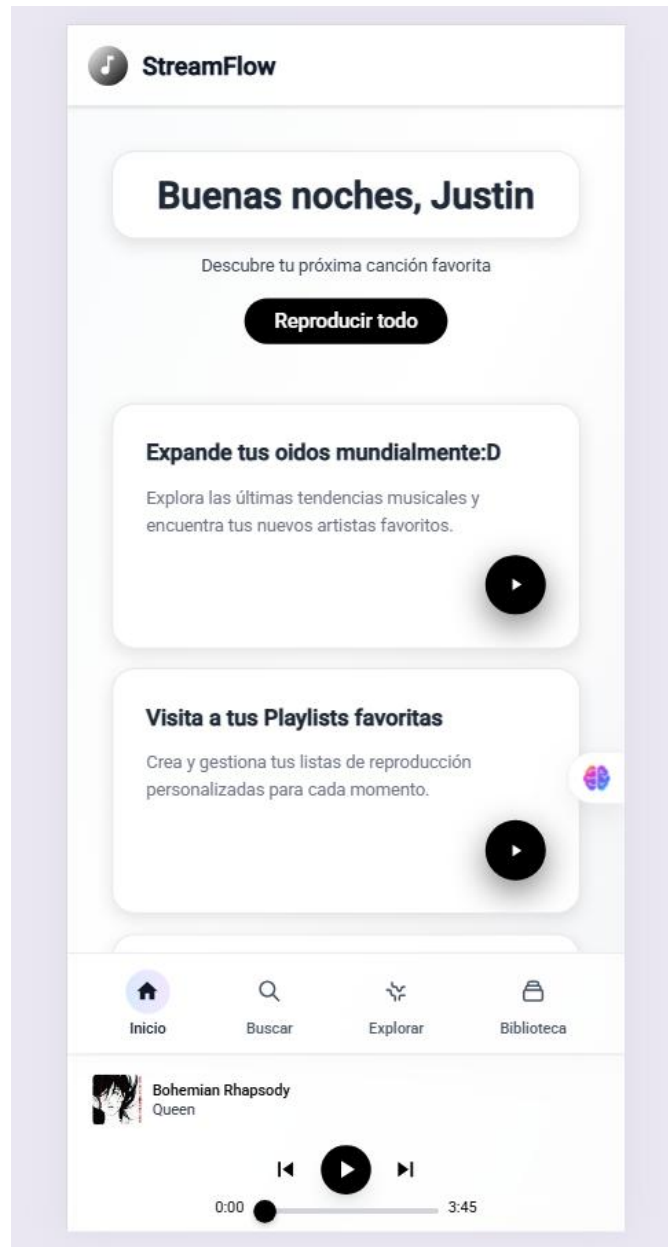 StreamFlow
Buenas noches, Justin
Descubre tu próxima canción favorita
Reproducir todo
Expande tus oidos mundialmente:D
Explora las últimas tendencias musicales y
encuentra tus nuevos artistas favoritos.
Visita a tus Playlists favoritas
Crea y gestiona tus listas de reproducción
personalizadas para cada momento.
Inicio Buscar Explorar Biblioteca
Bohemian Rhapsody
Queen
0:00 3:45